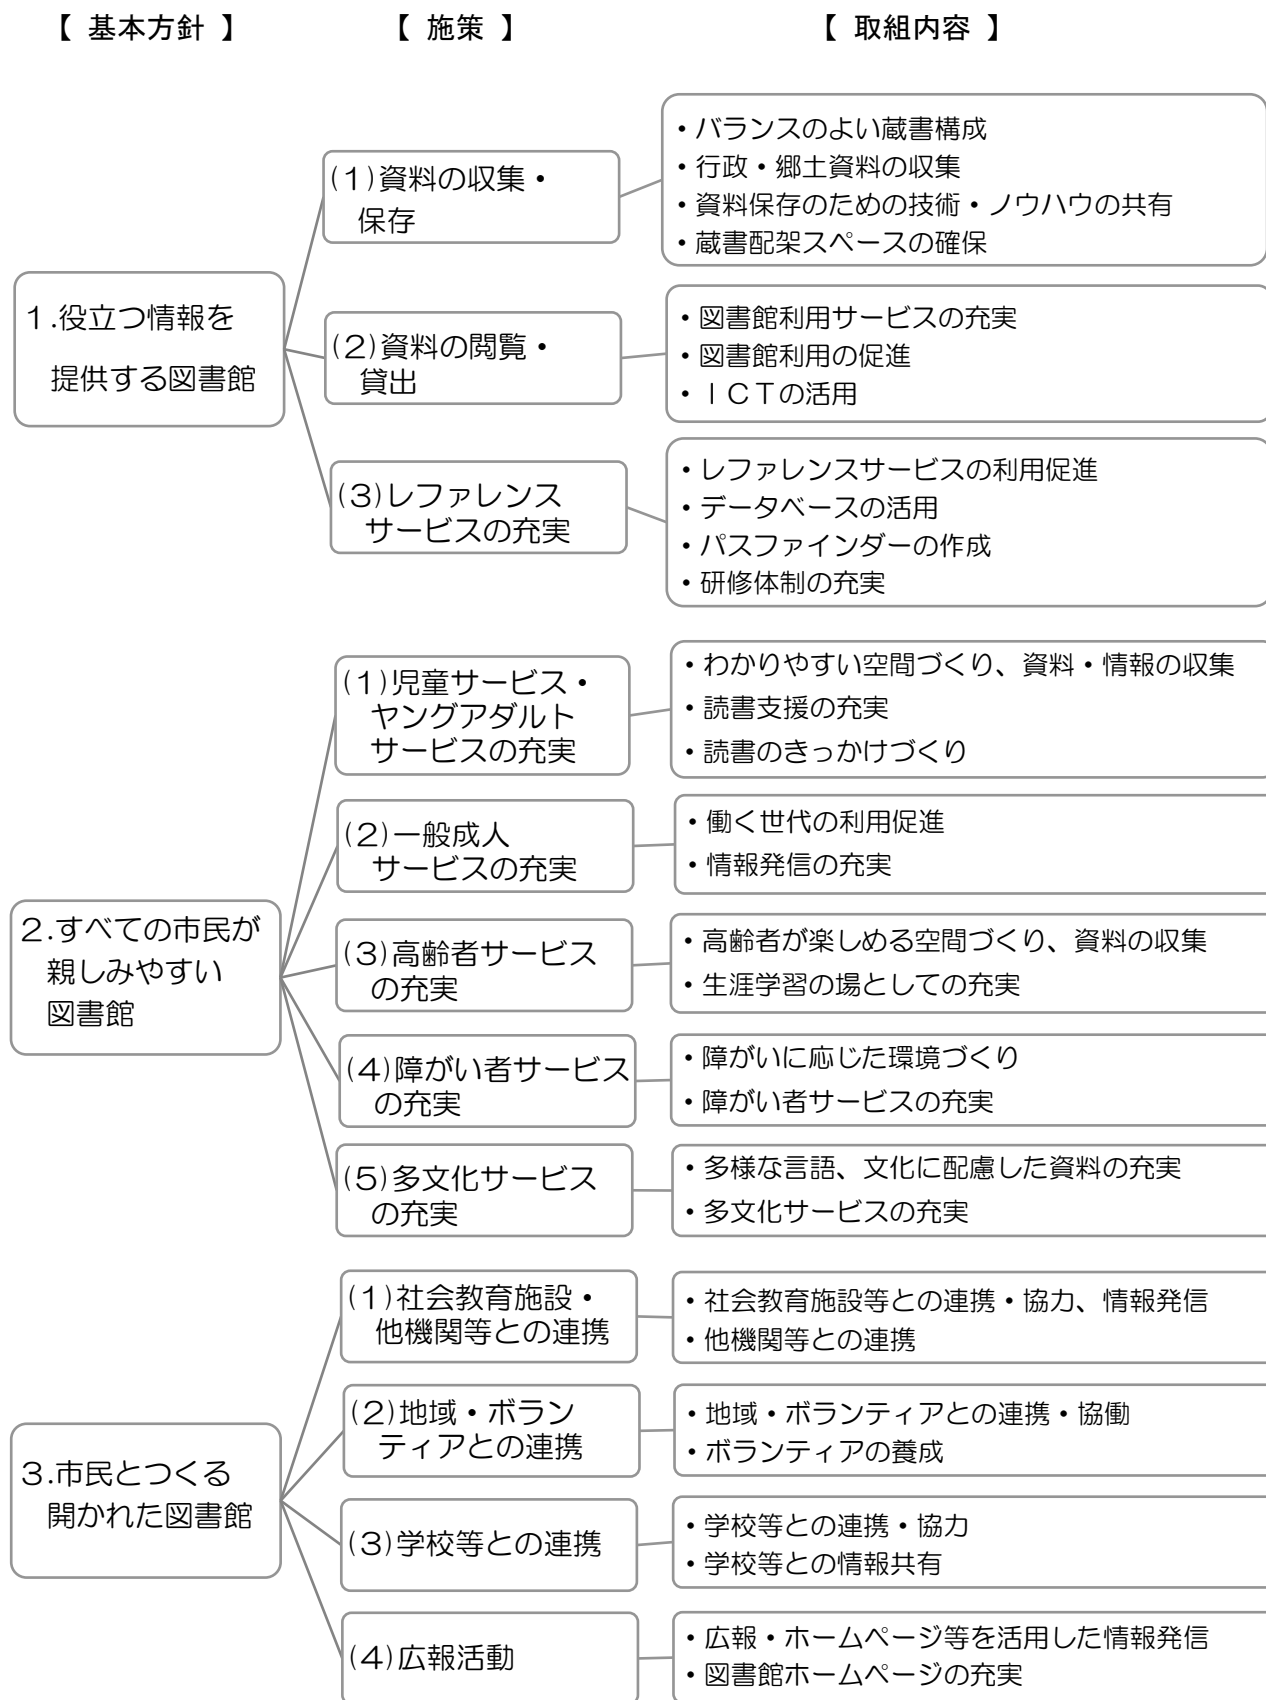 【 基本方針 】
【 施策 】
【 取組内容 】
1.役立つ情報を
提供する図書館
(1)資料の収集・
保存
・バランスのよい蔵書構成
・行政・郷土資料の収集
・資料保存のための技術・ノウハウの共有
・蔵書配架スペースの確保
(2)資料の閲覧・
貸出
・図書館利用サービスの充実
・図書館利用の促進
・ICTの活用
(3)レファレンス
サービスの充実
・レファレンスサービスの利用促進
・データベースの活用
・パスファインダーの作成
・研修体制の充実
2.すべての市民が
親しみやすい
図書館
(1)児童サービス・
ヤングアダルト
サービスの充実
・わかりやすい空間づくり、資料・情報の収集
・読書支援の充実
・読書のきっかけづくり
(2)一般成人
サービスの充実
・働く世代の利用促進
・情報発信の充実
(3)高齢者サービス
の充実
・高齢者が楽しめる空間づくり、資料の収集
・生涯学習の場としての充実
(4)障がい者サービス
の充実
・障がいに応じた環境づくり
・障がい者サービスの充実
(5)多文化サービス
の充実
・多様な言語、文化に配慮した資料の充実
・多文化サービスの充実
3.市民とつくる
開かれた図書館
(1)社会教育施設・
他機関等との連携
・社会教育施設等との連携・協力、情報発信
・他機関等との連携
(2)地域・ボラン
ティアとの連携
・地域・ボランティアとの連携・協働
・ボランティアの養成
(3)学校等との連携
・学校等との連携・協力
・学校等との情報共有
(4)広報活動
・広報・ホームページ等を活用した情報発信
・図書館ホームページの充実